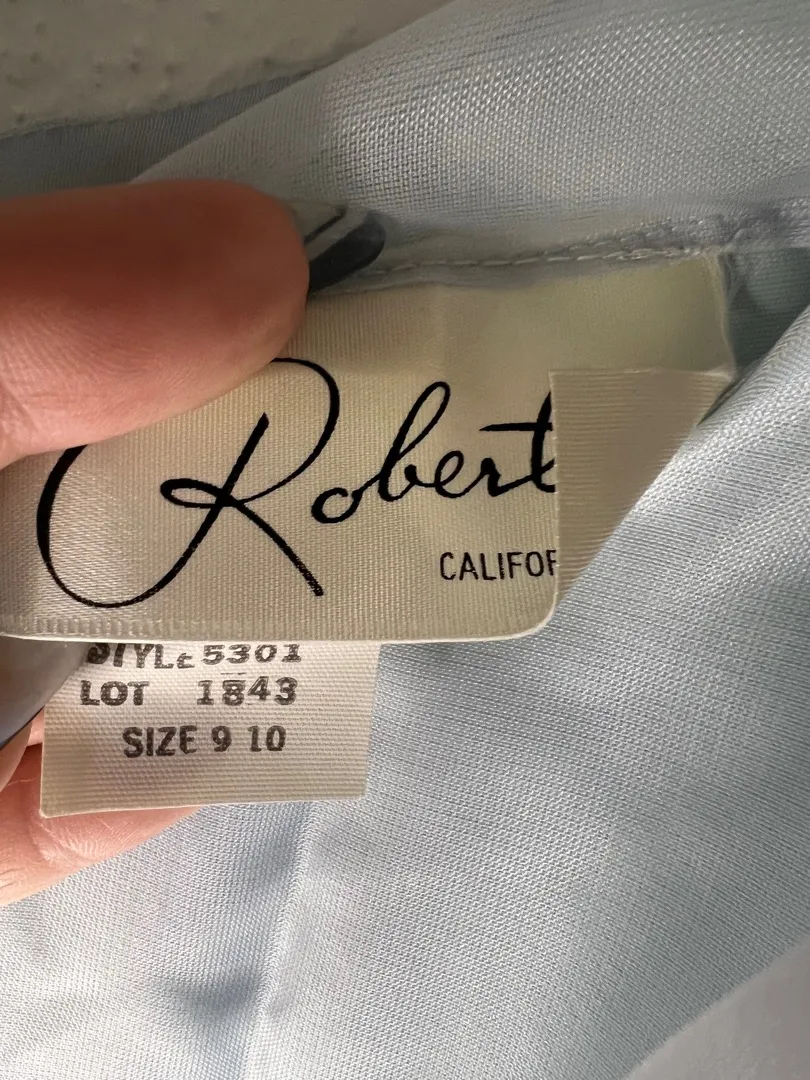 Robert
CALIFOR
STYLE 5301
LOT 1843
SIZE 9 10